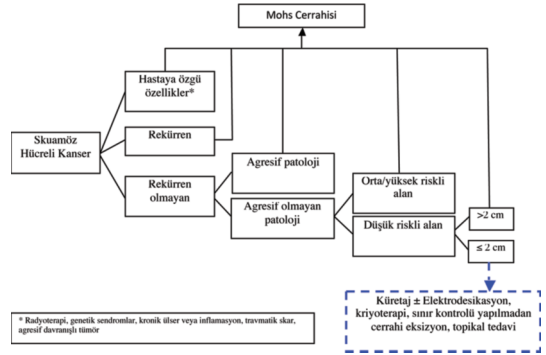 Mohs Cerrahisi
Hastaya özgü
özellikler*
Skuamöz
Hücreli Kanser
Rekürren
Rekürren
olmayan
Agresif patoloji
Agresif olmayan
patoloji
Orta/yüksek riskli
alan
Düşük riskli alan
>2 cm
≤ 2 cm
Küretaj ± Elektrodesikasyon,
kriyoterapi, sınır kontrolü yapılmadan
cerrahi eksizyon, topikal tedavi
* Radyoterapi, genetik sendromlar, kronik ülser veya inflamasyon, travmatik skar,
agresif davranışlı tümör